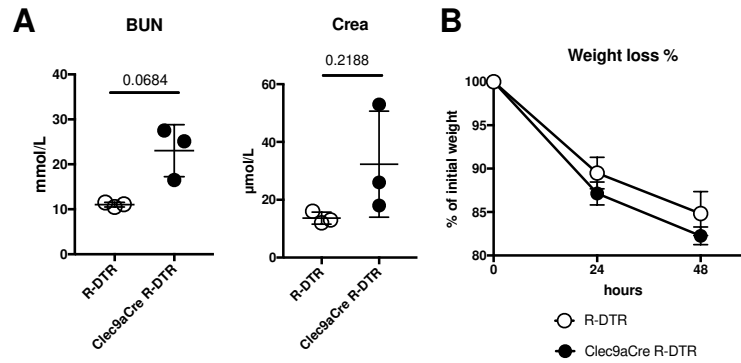 A
BUN
0.0684
mmol/L
40
30
20
10
0
R-DTR
Clec9aCre R-DTR
Crea
0.2188
µmol/L
60
40
20
0
R-DTR
Clec9aCre R-DTR
B
Weight loss %
% of initial weight
100
95
90
85
80
0
24
48
hours
R-DTR
Clec9aCre R-DTR